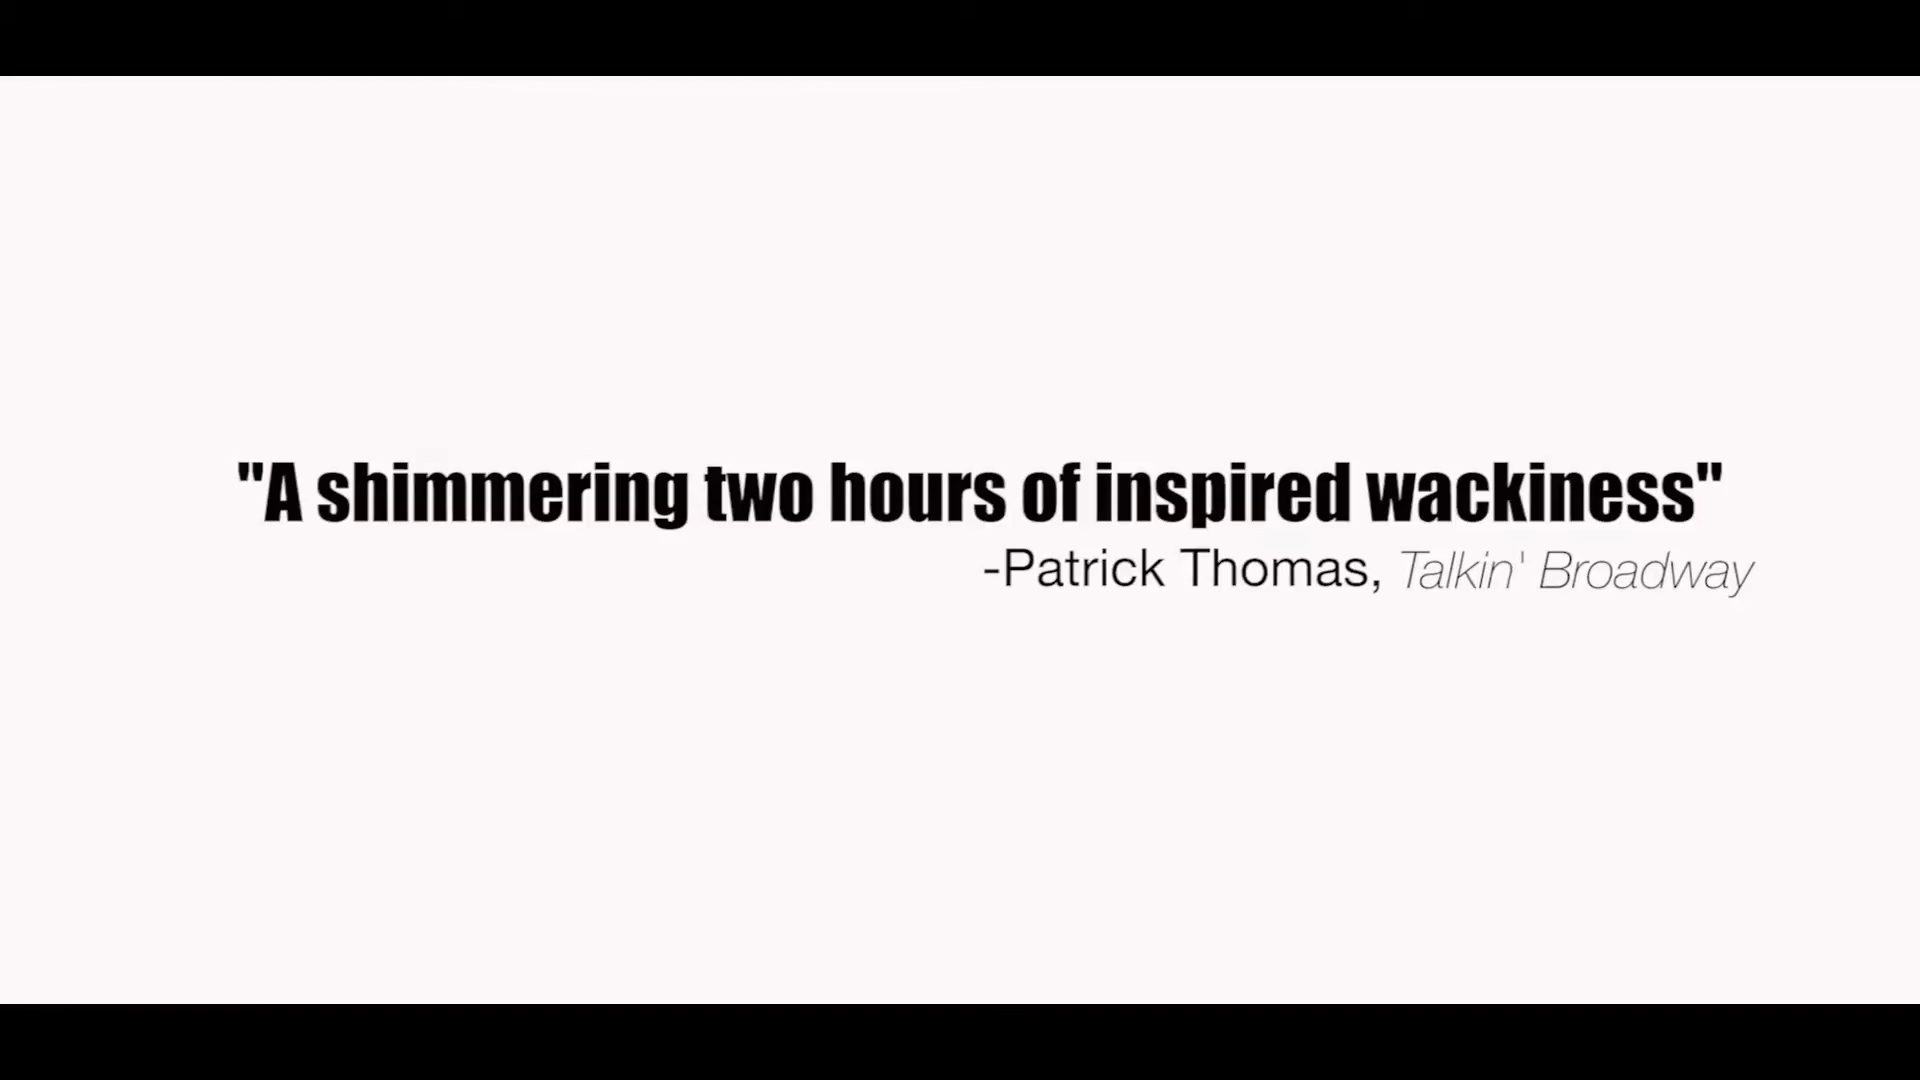 "A shimmering two hours of inspired wackiness"
-Patrick Thomas, Talkin' Broadway